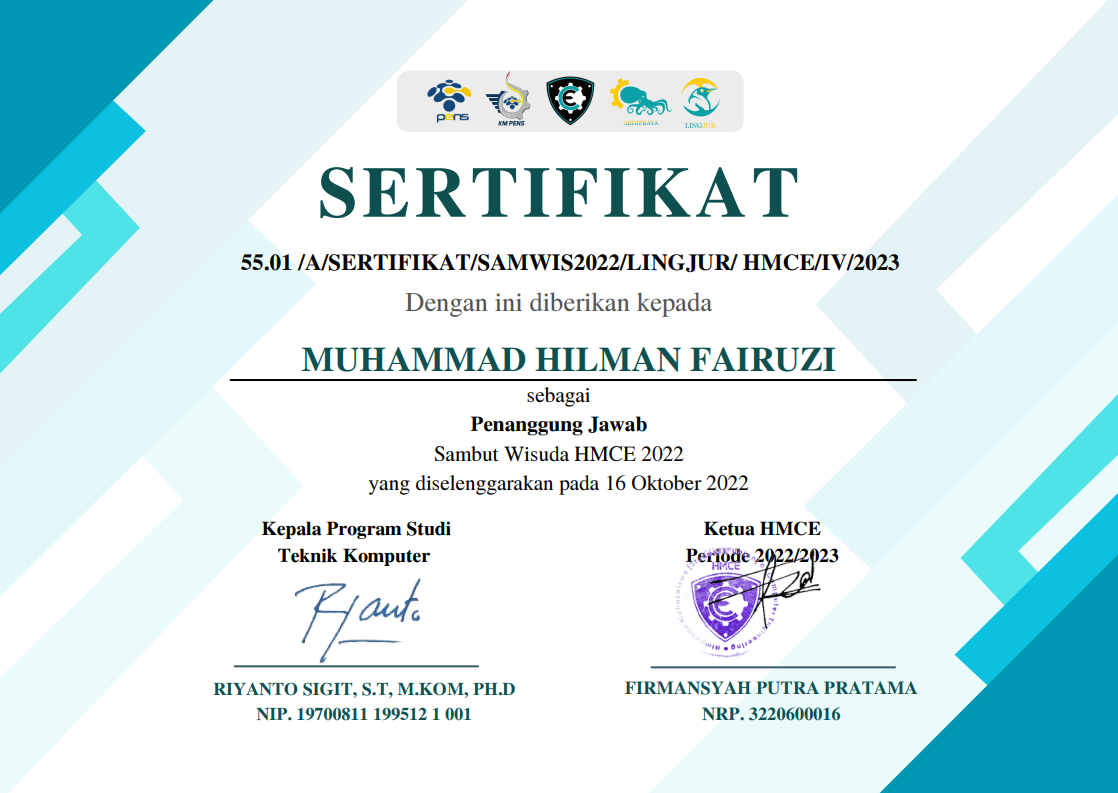 pens
KM PENS
ABHIPRAYA
LINGJUR
SERTIFIKAT
55.01 /A/SERTIFIKAT/SAMWIS2022/LINGJUR/ HMCE/IV/2023
Dengan ini diberikan kepada
MUHAMMAD HILMAN FAIRUZI
sebagai
Penanggung Jawab
Sambut Wisuda HMCE 2022
yang diselenggarakan pada 16 Oktober 2022
Kepala Program Studi
Teknik Komputer
Ketua HMCE
Periode 2022/2023
HMCE
Riyanto
RIYANTO SIGIT, S.T, M.KOM, PH.D
NIP. 19700811 199512 1 001
FIRMANSYAH PUTRA PRATAMA
NRP. 3220600016